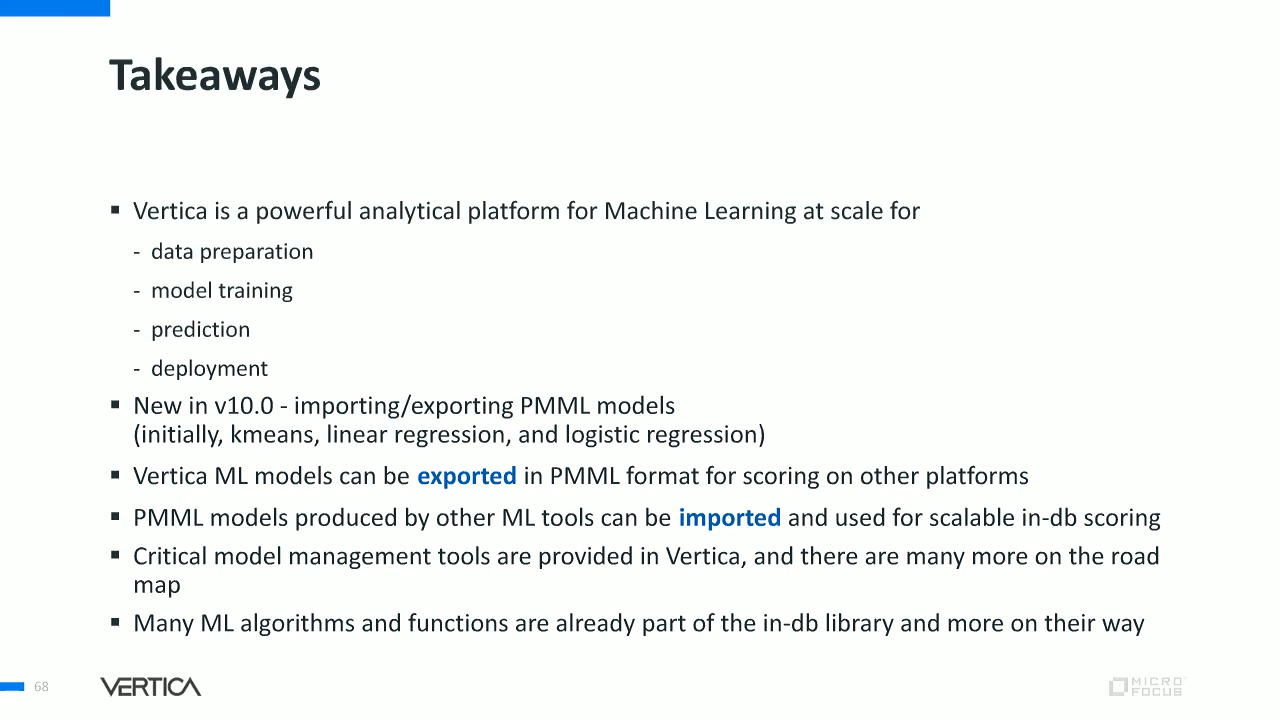 Takeaways
▪ Vertica is a powerful analytical platform for Machine Learning at scale for
- data preparation
- model training
- prediction
- deployment
▪ New in v10.0 - importing/exporting PMML models
(initially, kmeans, linear regression, and logistic regression)
▪ Vertica ML models can be exported in PMML format for scoring on other platforms
▪ PMML models produced by other ML tools can be imported and used for scalable in-db scoring
▪ Critical model management tools are provided in Vertica, and there are many more on the road
map
▪ Many ML algorithms and functions are already part of the in-db library and more on their way
68
VERTICA
MICRO
FOCUS